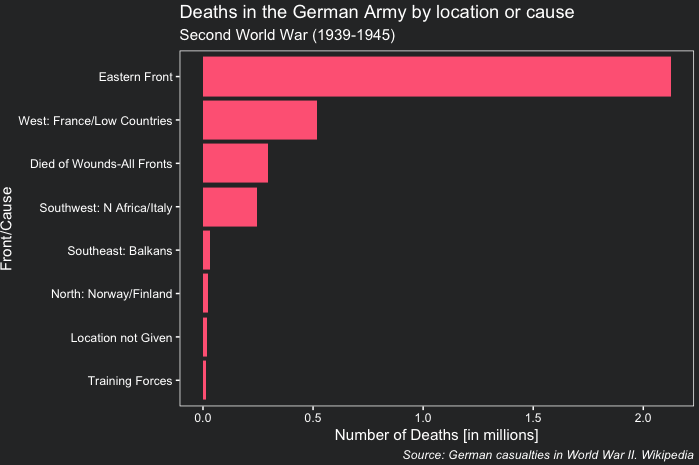 Deaths in the German Army by location or cause
Second World War (1939-1945)
Front/Cause
Eastern Front
West: France/Low Countries
Died of Wounds-All Fronts
Southwest: N Africa/Italy
Southeast: Balkans
North: Norway/Finland
Location not Given
Training Forces
0.0 0.5 1.0 1.5 2.0
Number of Deaths [in millions]
Source: German casualties in World War II. Wikipedia